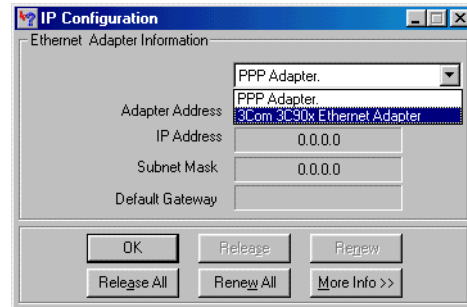 IP Configuration
Ethernet Adapter Information
PPP Adapter.
PPP Adapter.
3Com 3C90x Ethernet Adapter
Adapter Address
IP Address 0.0.0.0
Subnet Mask 0.0.0.0
Default Gateway
OK Release Renew
Release All Renew All More Info >>